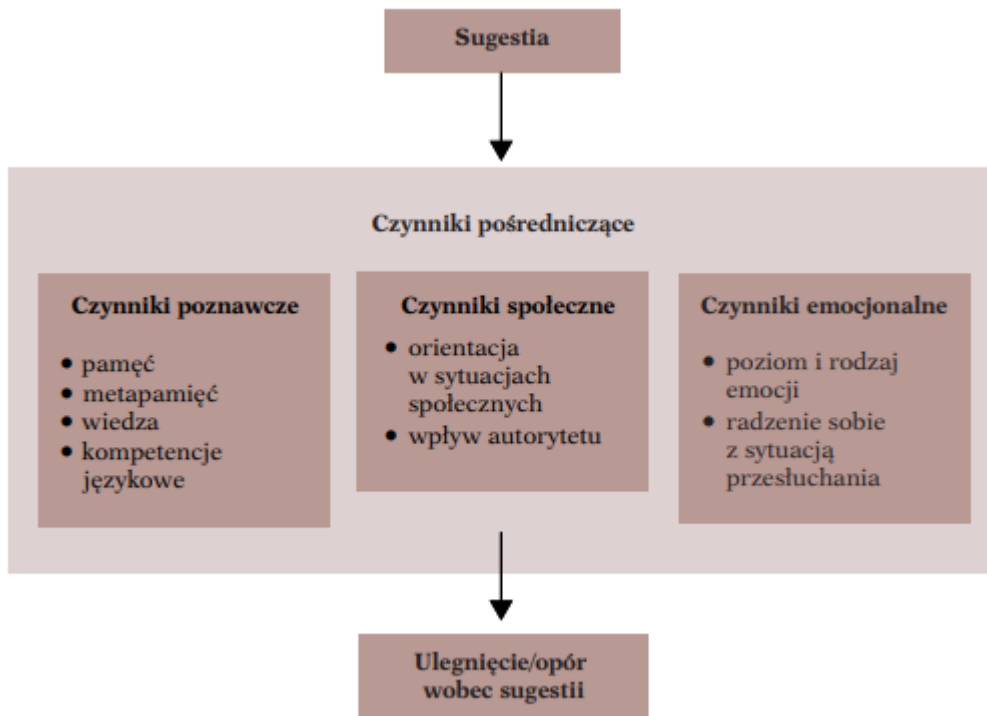 Sugestia
Czynniki pośredniczące
Czynniki poznawcze
• pamęć
• metapamięć
• wiedza
• kompetencje
językowe
Czynniki społeczne
• orientacja
w sytuacjach
społecznych
• wpływ autorytetu
Czynniki emocjonalne
• poziom i rodzaj
emocji
• radzenie sobie
z sytuacją
przesłuchania
Ulegnięcie/opór
wobec sugestii